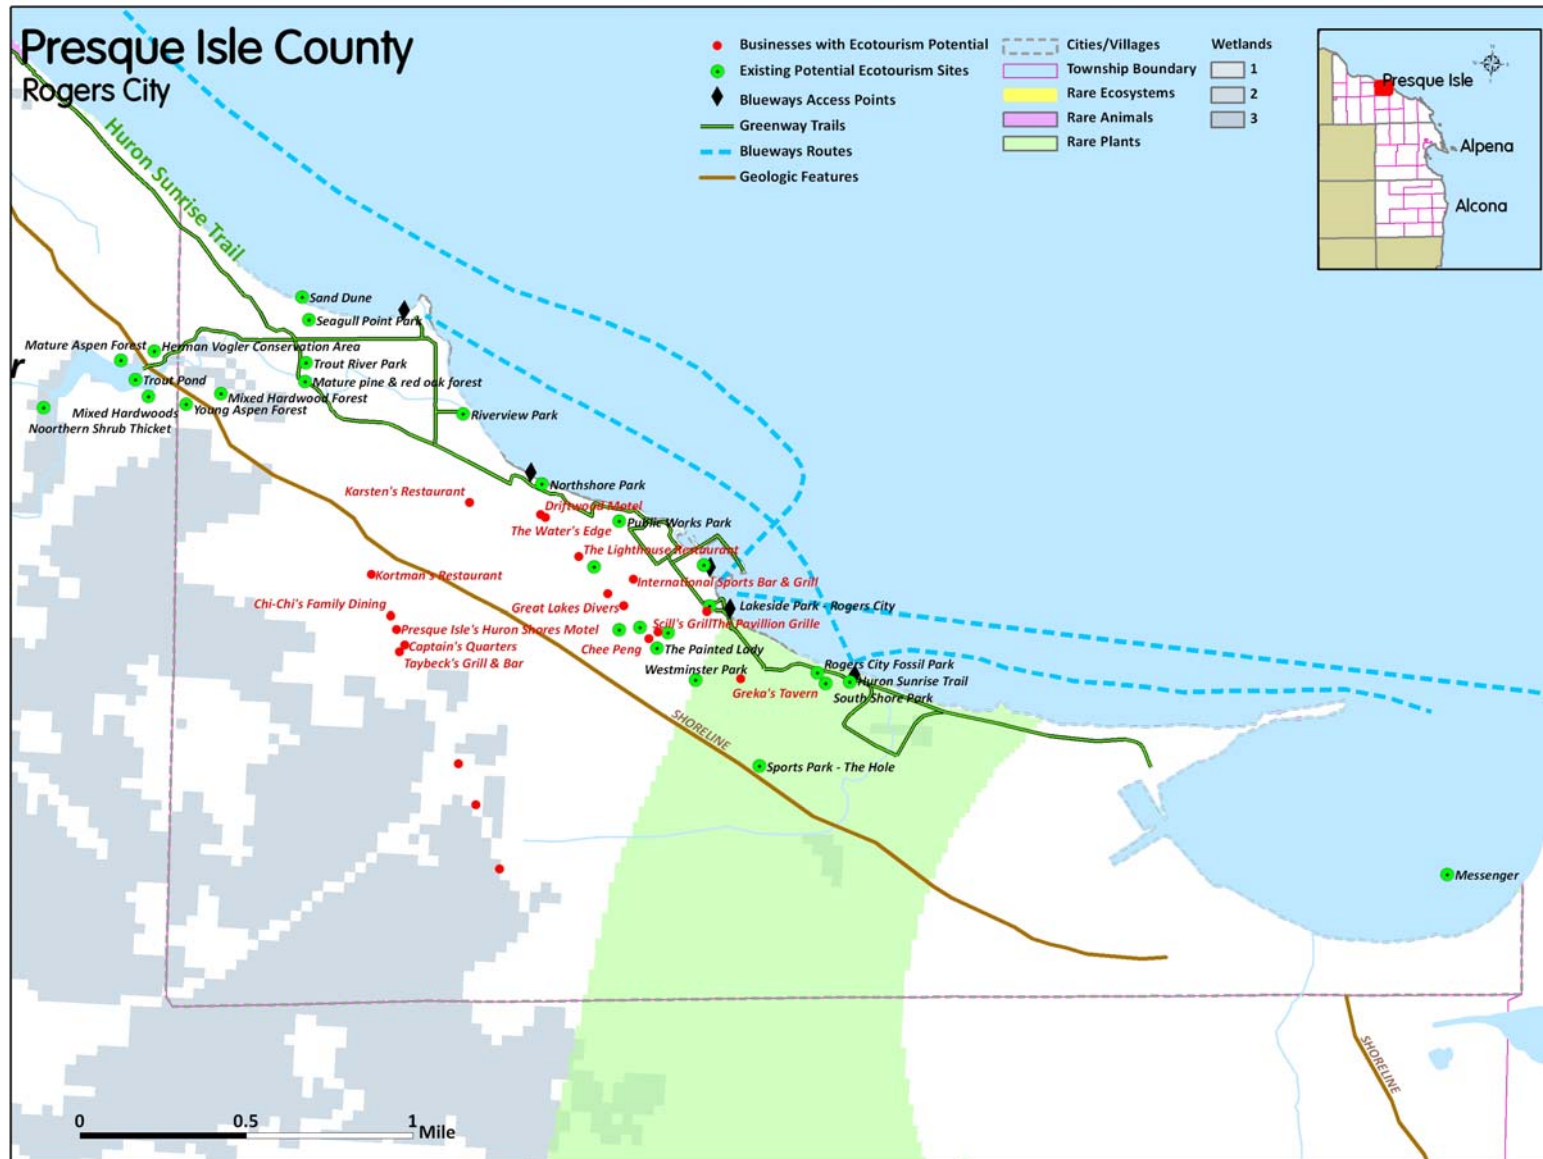 Presque Isle County
Rogers City
Businesses with Ecotourism Potential
Existing Potential Ecotourism Sites
Blueways Access Points
Greenway Trails
Blueways Routes
Geologic Features
Cities/Villages
Township Boundary
Rare Ecosystems
Rare Animals
Rare Plants
Wetlands
1
2
3
Presque Isle
Alpena
Alcona
Huron Sunrise Trail
Sand Dune
Seagull Point Park
Mature Aspen Forest
Herman Vogler Conservation Area
r
Trout River Park
Trout Pond
Mature pine & red oak forest
Mixed Hardwood Forest
Mixed Hardwoods
Young Aspen Forest
Noorthern Shrub Thicket
Riverview Park
Northshore Park
Karsten's Restaurant
Driftwood Motel
The Water's Edge
Public Works Park
The Lighthouse Restaurant
Kortman's Restaurant
International Sports Bar & Grill
Chi-Chi's Family Dining
Great Lakes Divers
Lakeside Park - Rogers City
Presque Isle's Huron Shores Motel
Scill's Grill
The Pavillion Grille
Captain's Quarters
Chee Peng
The Painted Lady
Taybeck's Grill & Bar
Westminster Park
Rogers City Fossil Park
Greka's Tavern
Huron Sunrise Trail
South Shore Park
SHORELINE
Sports Park - The Hole
Messenger
SHORELINE
0
0.5
1
Mile